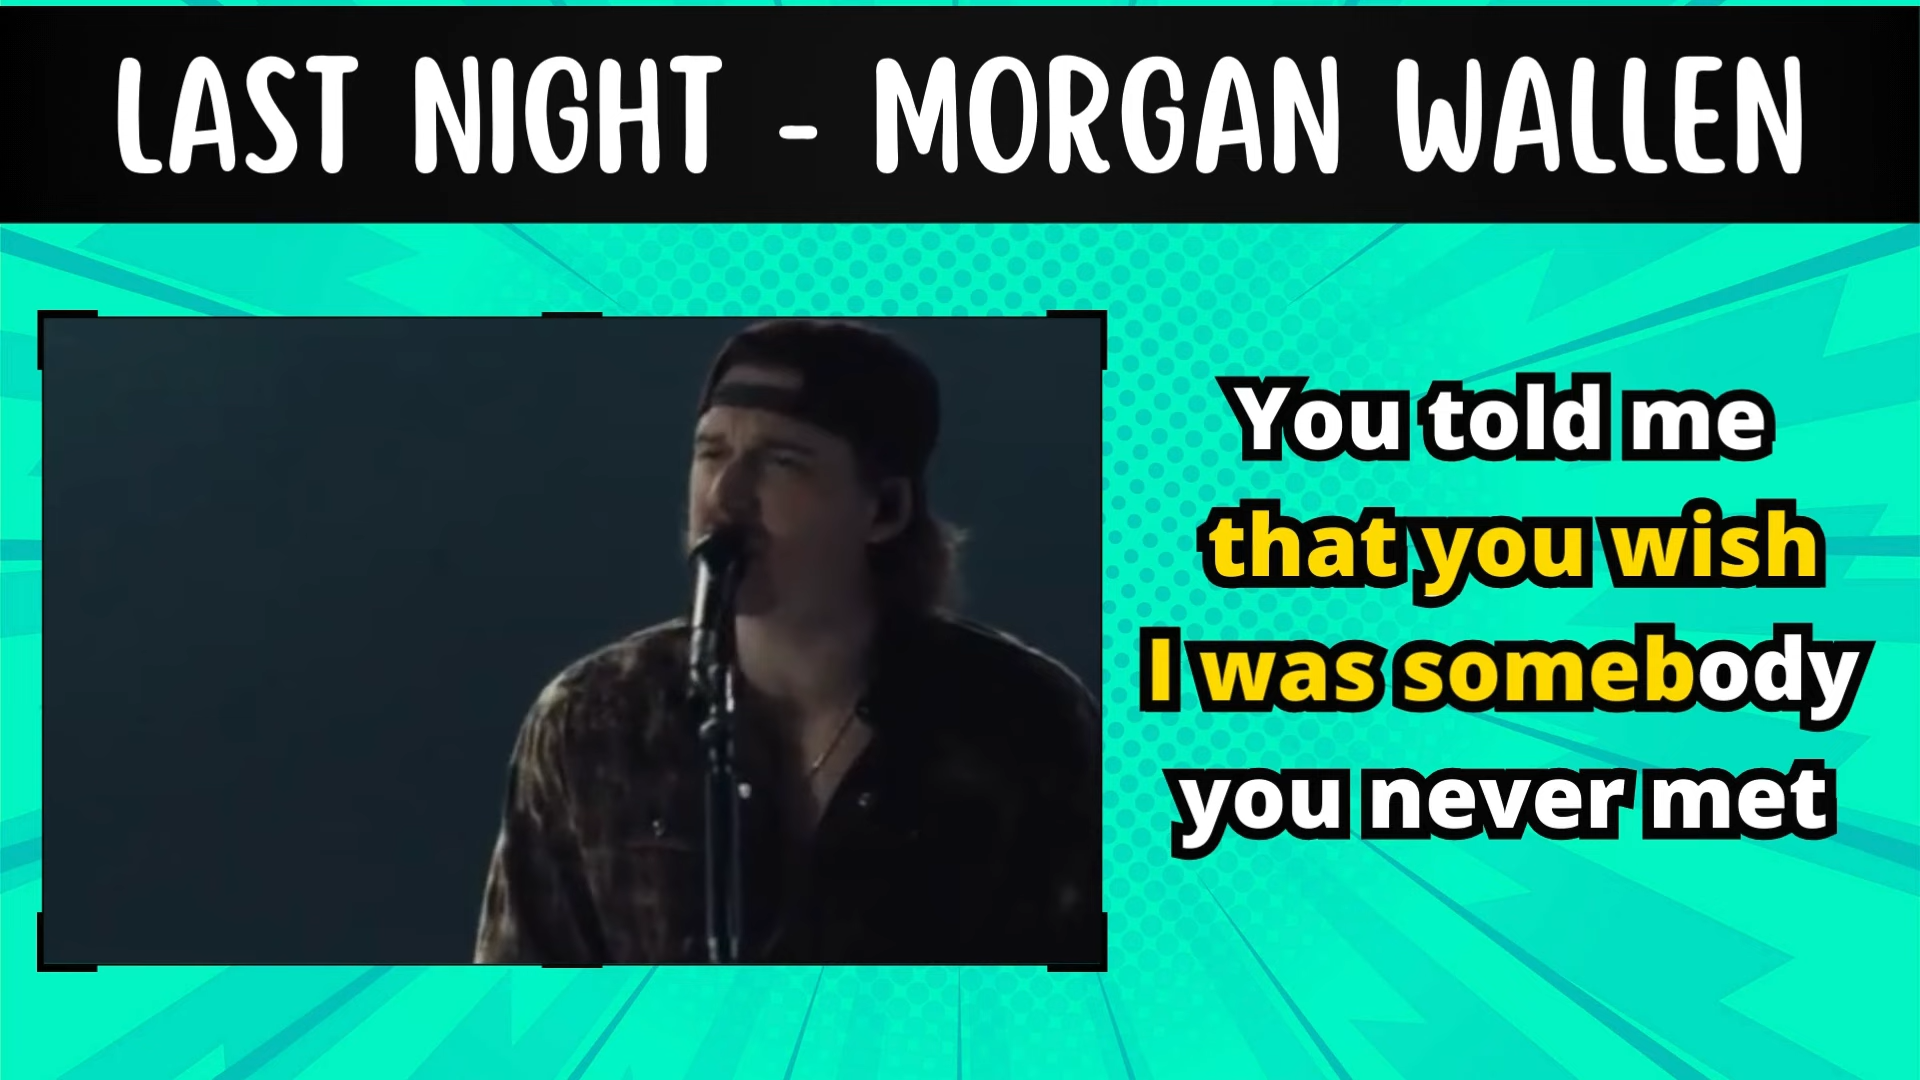 LAST NIGHT - MORGAN WALLEN
You told me
that you wish
I was somebody
you never met